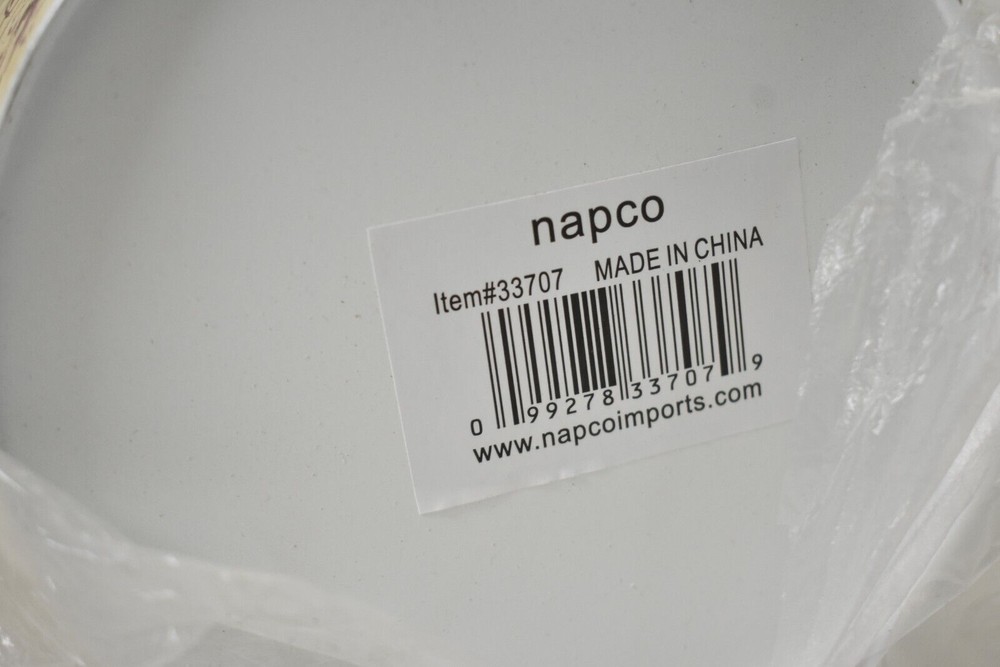 napco
Item#33707 MADE IN CHINA
0 99278 33707 9
www.napcoimports.com